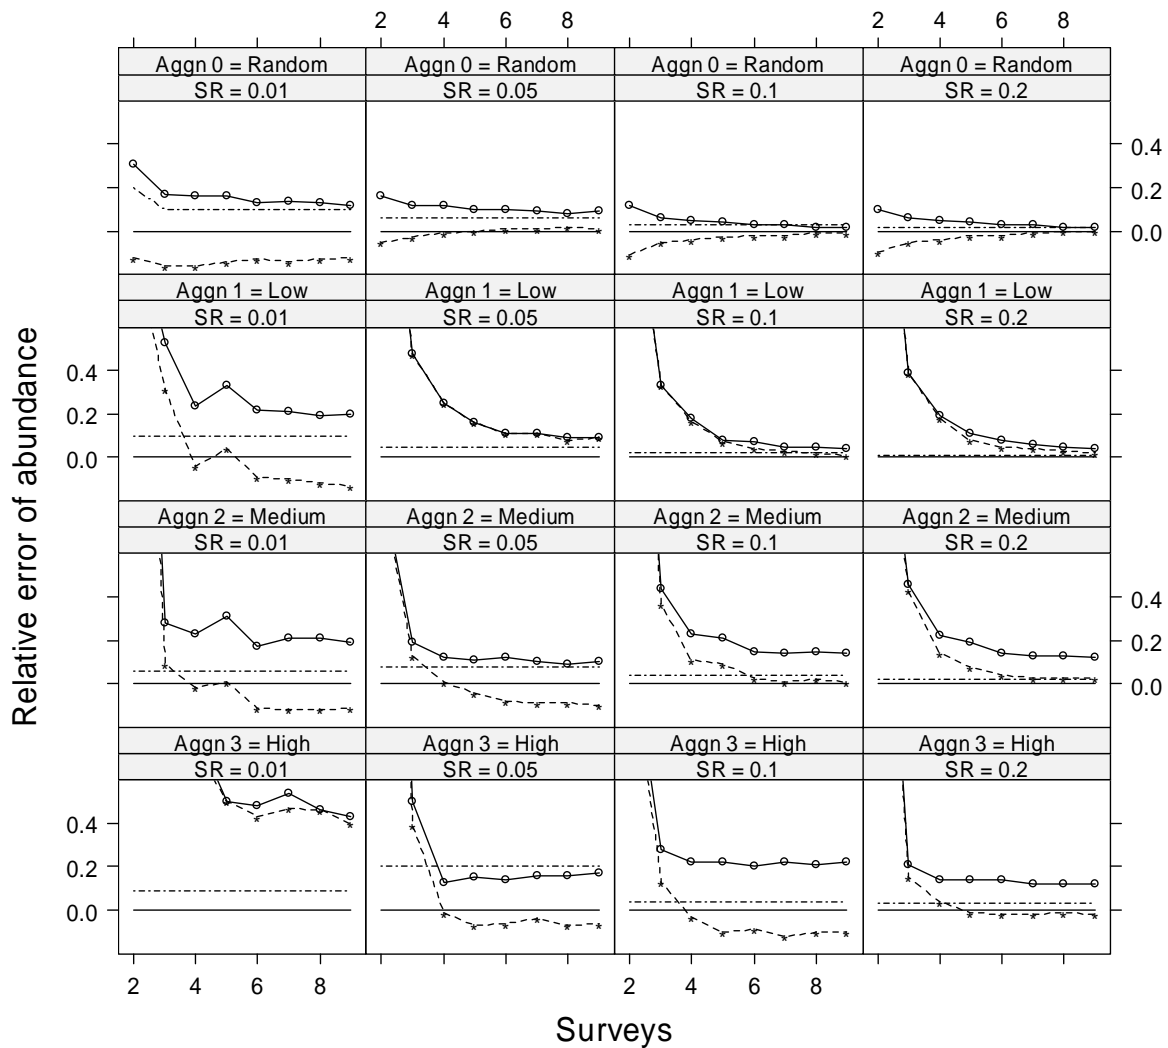 2 4 6 8 2 4 6 8
Aggn 0 = Random Aggn 0 = Random Aggn 0 = Random Aggn 0 = Random
SR = 0.01 SR = 0.05 SR = 0.1 SR = 0.2
0.4
0.2
0.0
Aggn 1 = Low Aggn 1 = Low Aggn 1 = Low Aggn 1 = Low
SR = 0.01 SR = 0.05 SR = 0.1 SR = 0.2
0.4
0.2
0.0
Aggn 2 = Medium Aggn 2 = Medium Aggn 2 = Medium Aggn 2 = Medium
SR = 0.01 SR = 0.05 SR = 0.1 SR = 0.2
0.4
0.2
0.0
Aggn 3 = High Aggn 3 = High Aggn 3 = High Aggn 3 = High
SR = 0.01 SR = 0.05 SR = 0.1 SR = 0.2
0.4
0.2
0.0
2 4 6 8 2 4 6 8
Surveys
Relative error of abundance